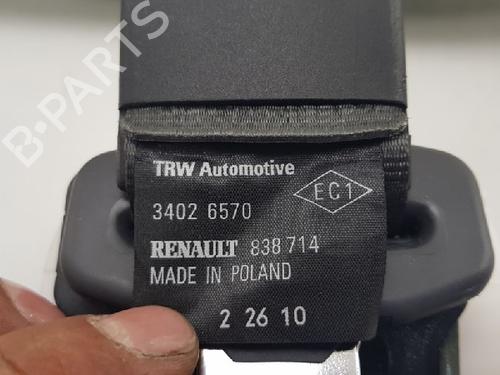 B-PARTS
TRW Automotive
EC1
3402 6570
RENAULT 838 714
MADE IN POLAND
2 26 10